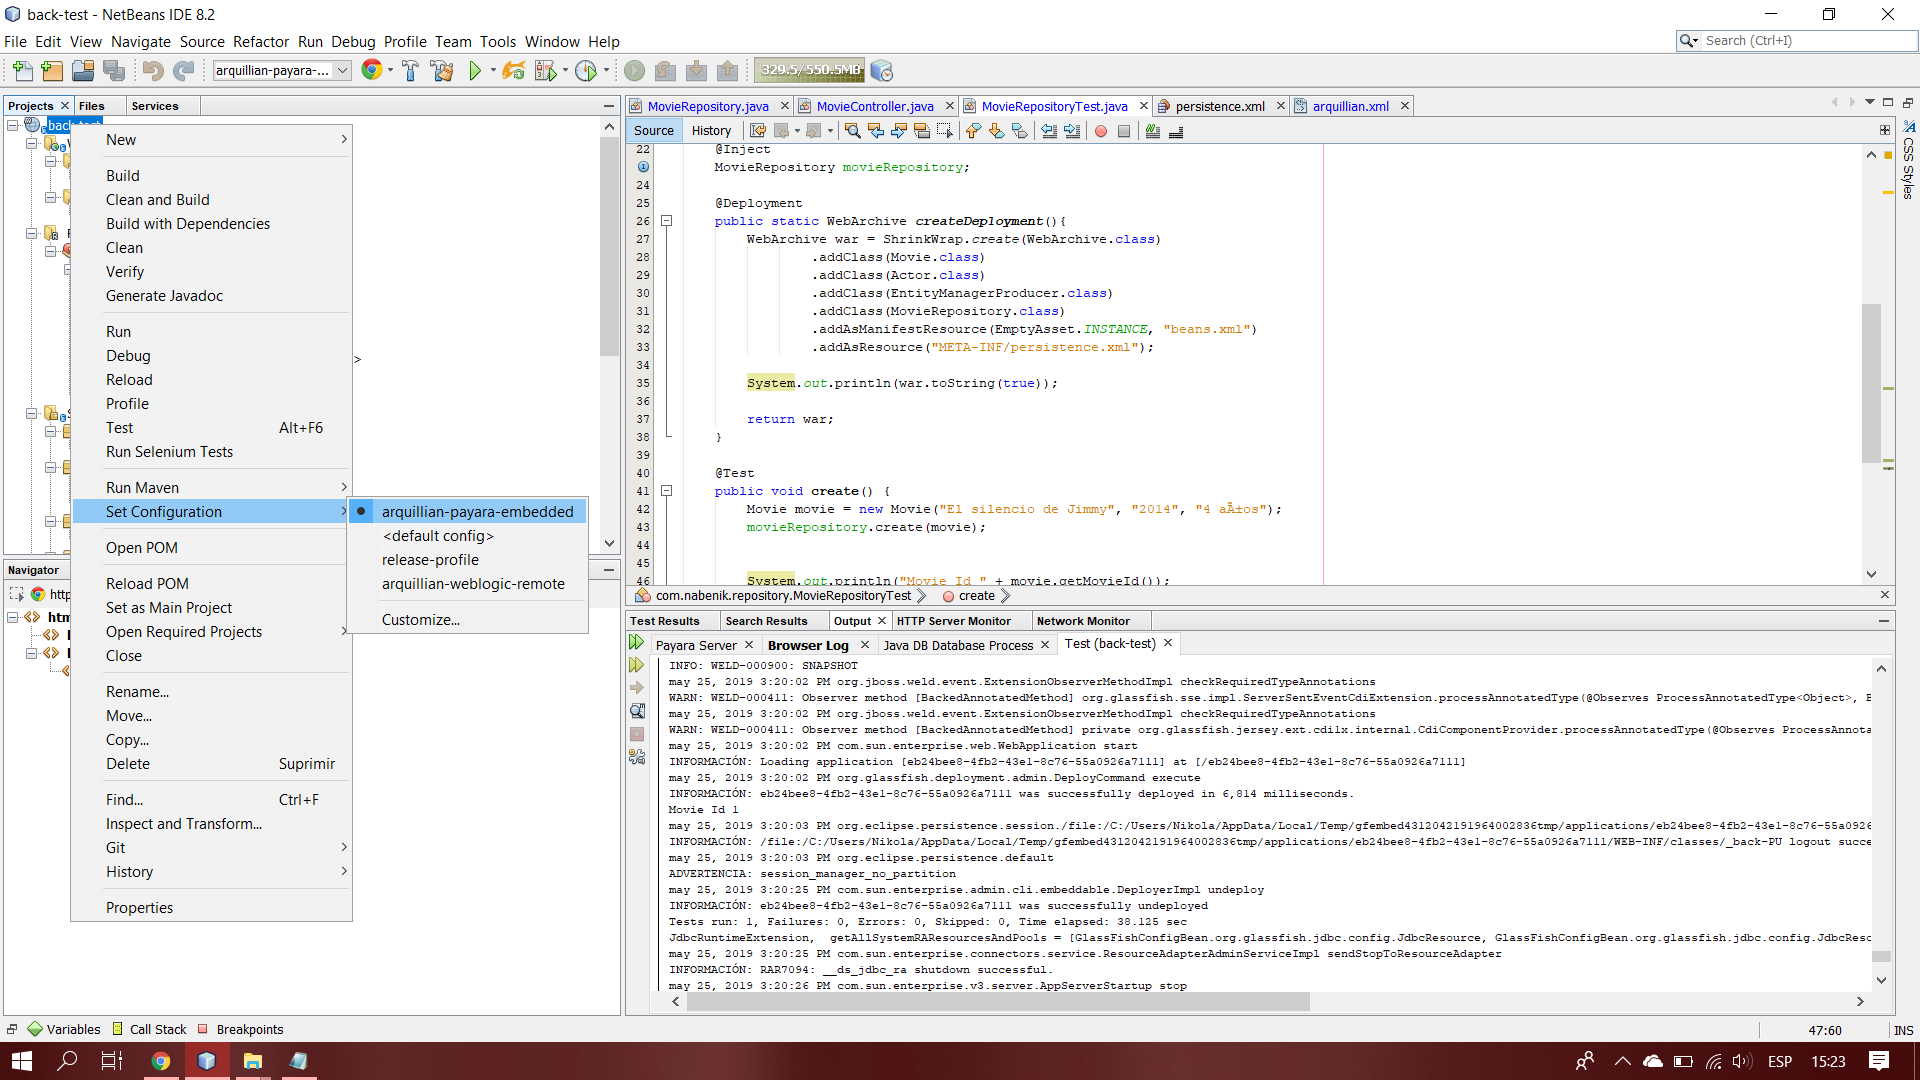 back-test - NetBeans IDE 8.2
File Edit View Navigate Source Refactor Run Debug Profile Team Tools Window Help
Search (Ctrl+I)
arquillian-payara-...
329.5/550.5MB
Projects Files Services
back-test
New
Build
Clean and Build
Build with Dependencies
Clean
Verify
Generate Javadoc
Run
Debug
Reload
Profile
Test Alt+F6
Run Selenium Tests
Run Maven
Set Configuration
Open POM
Reload POM
Set as Main Project
Open Required Projects
Close
Rename...
Move...
Copy...
Delete Suprimir
Find... Ctrl+F
Inspect and Transform...
Git
History
Properties
arquillian-payara-embedded
<default config>
release-profile
arquillian-weblogic-remote
Customize...
Navigator
MovieRepository.java MovieController.java MovieRepositoryTest.java persistence.xml arquillian.xml
Source History
CSS Styles
22 @Inject
MovieRepository movieRepository;
24
25 @Deployment
26 public static WebArchive createDeployment(){
27 WebArchive war = ShrinkWrap.create(WebArchive.class)
28 .addClass(Movie.class)
29 .addClass(Actor.class)
30 .addClass(EntityManagerProducer.class)
31 .addClass(MovieRepository.class)
32 .addAsManifestResource(EmptyAsset.INSTANCE, "beans.xml")
33 .addAsResource("META-INF/persistence.xml");
34
35 System.out.println(war.toString(true));
36
37 return war;
38 }
39
40 @Test
41 public void create() {
42 Movie movie = new Movie("El silencio de Jimmy", "2014", "4 aÃ±os");
43 movieRepository.create(movie);
44
45
46 System.out.println("Movie Id " + movie.getMovieId());
com.nabenik.repository.MovieRepositoryTest create
Test Results Search Results Output HTTP Server Monitor Network Monitor
Payara Server Browser Log Java DB Database Process Test (back-test)
INFO: WELD-000900: SNAPSHOT
may 25, 2019 3:20:02 PM org.jboss.weld.event.ExtensionObserverMethodImpl checkRequiredTypeAnnotations
WARN: WELD-000411: Observer method [BackedAnnotatedMethod] org.glassfish.sse.impl.ServerSentEventCdiExtension.processAnnotatedType(@Observes ProcessAnnotatedType<Object>, B
may 25, 2019 3:20:02 PM org.jboss.weld.event.ExtensionObserverMethodImpl checkRequiredTypeAnnotations
WARN: WELD-000411: Observer method [BackedAnnotatedMethod] private org.glassfish.jersey.ext.cdi1x.internal.CdiComponentProvider.processAnnotatedType(@Observes ProcessAnnota
may 25, 2019 3:20:02 PM com.sun.enterprise.web.WebApplication start
INFORMACIÓN: Loading application [eb24bee8-4fb2-43e1-8c76-55a0926a7111] at [/eb24bee8-4fb2-43e1-8c76-55a0926a7111]
may 25, 2019 3:20:02 PM org.glassfish.deployment.admin.DeployCommand execute
INFORMACIÓN: eb24bee8-4fb2-43e1-8c76-55a0926a7111 was successfully deployed in 6,814 milliseconds.
Movie Id 1
may 25, 2019 3:20:03 PM org.eclipse.persistence.session./file:/C:/Users/Nikola/AppData/Local/Temp/gfembed4312042191964002836tmp/applications/eb24bee8-4fb2-43e1-8c76-55a0926
INFORMACIÓN: /file:/C:/Users/Nikola/AppData/Local/Temp/gfembed4312042191964002836tmp/applications/eb24bee8-4fb2-43e1-8c76-55a0926a7111/WEB-INF/classes/_back-PU logout succe
may 25, 2019 3:20:03 PM org.eclipse.persistence.default
ADVERTENCIA: session_manager_no_partition
may 25, 2019 3:20:25 PM com.sun.enterprise.admin.cli.embeddable.DeployerImpl undeploy
INFORMACIÓN: eb24bee8-4fb2-43e1-8c76-55a0926a7111 was successfully undeployed
Tests run: 1, Failures: 0, Errors: 0, Skipped: 0, Time elapsed: 38.125 sec
JdbcRuntimeExtension, getAllSystemRAResourcesAndPools = [GlassFishConfigBean.org.glassfish.jdbc.config.JdbcResource, GlassFishConfigBean.org.glassfish.jdbc.config.JdbcResc
may 25, 2019 3:20:25 PM com.sun.enterprise.connectors.service.ResourceAdapterAdminServiceImpl sendStopToResourceAdapter
INFORMACIÓN: RAR7094: __ds_jdbc_ra shutdown successful.
may 25, 2019 3:20:26 PM com.sun.enterprise.v3.server.AppServerStartup stop
Variables Call Stack Breakpoints
47:60 INS
ESP 15:23